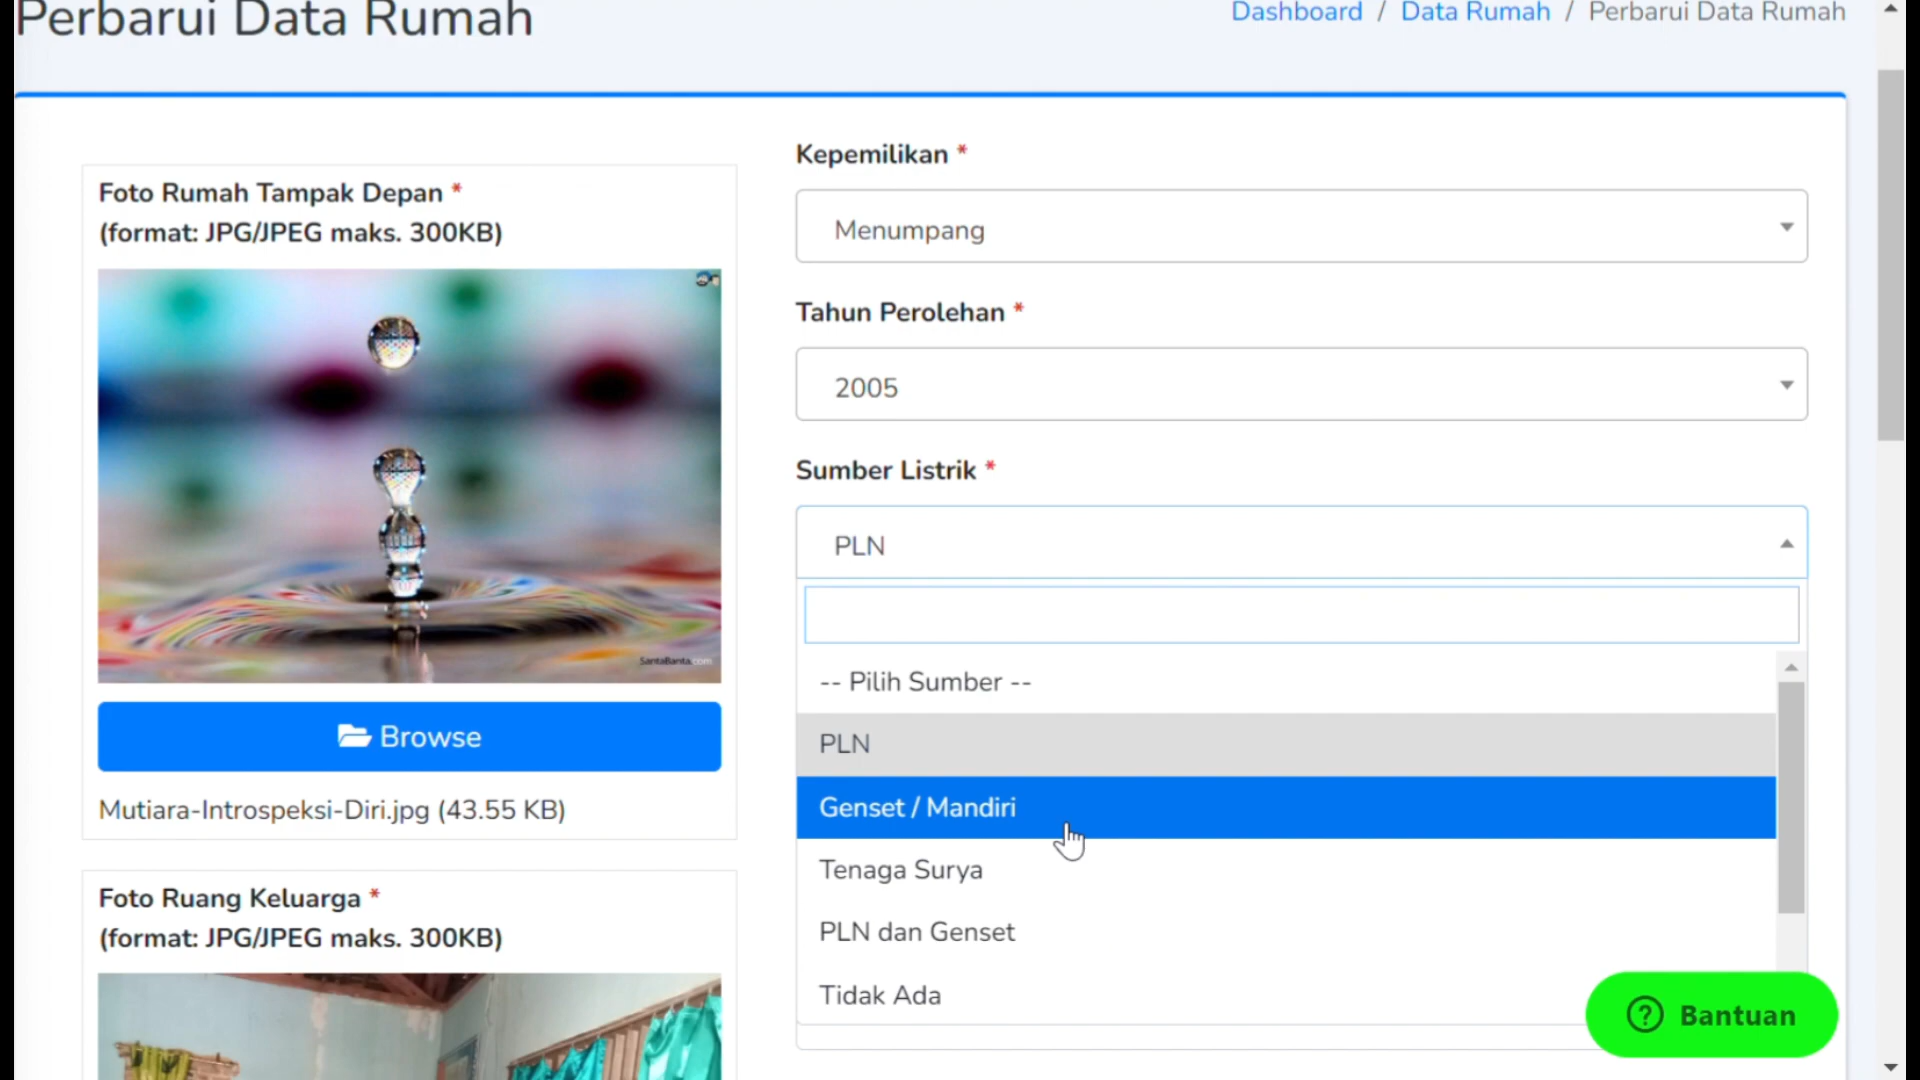 Perbarui Data Rumah
Dashboard / Data Rumah / Perbarui Data Rumah
Foto Rumah Tampak Depan *
(format: JPG/JPEG maks. 300KB)
SantaBanta.com
Browse
Mutiara-Introspeksi-Diri.jpg (43.55 KB)
Foto Ruang Keluarga *
(format: JPG/JPEG maks. 300KB)
Kepemilikan *
Menumpang
Tahun Perolehan *
2005
Sumber Listrik *
PLN
-- Pilih Sumber --
PLN
Genset / Mandiri
Tenaga Surya
PLN dan Genset
Tidak Ada
? Bantuan